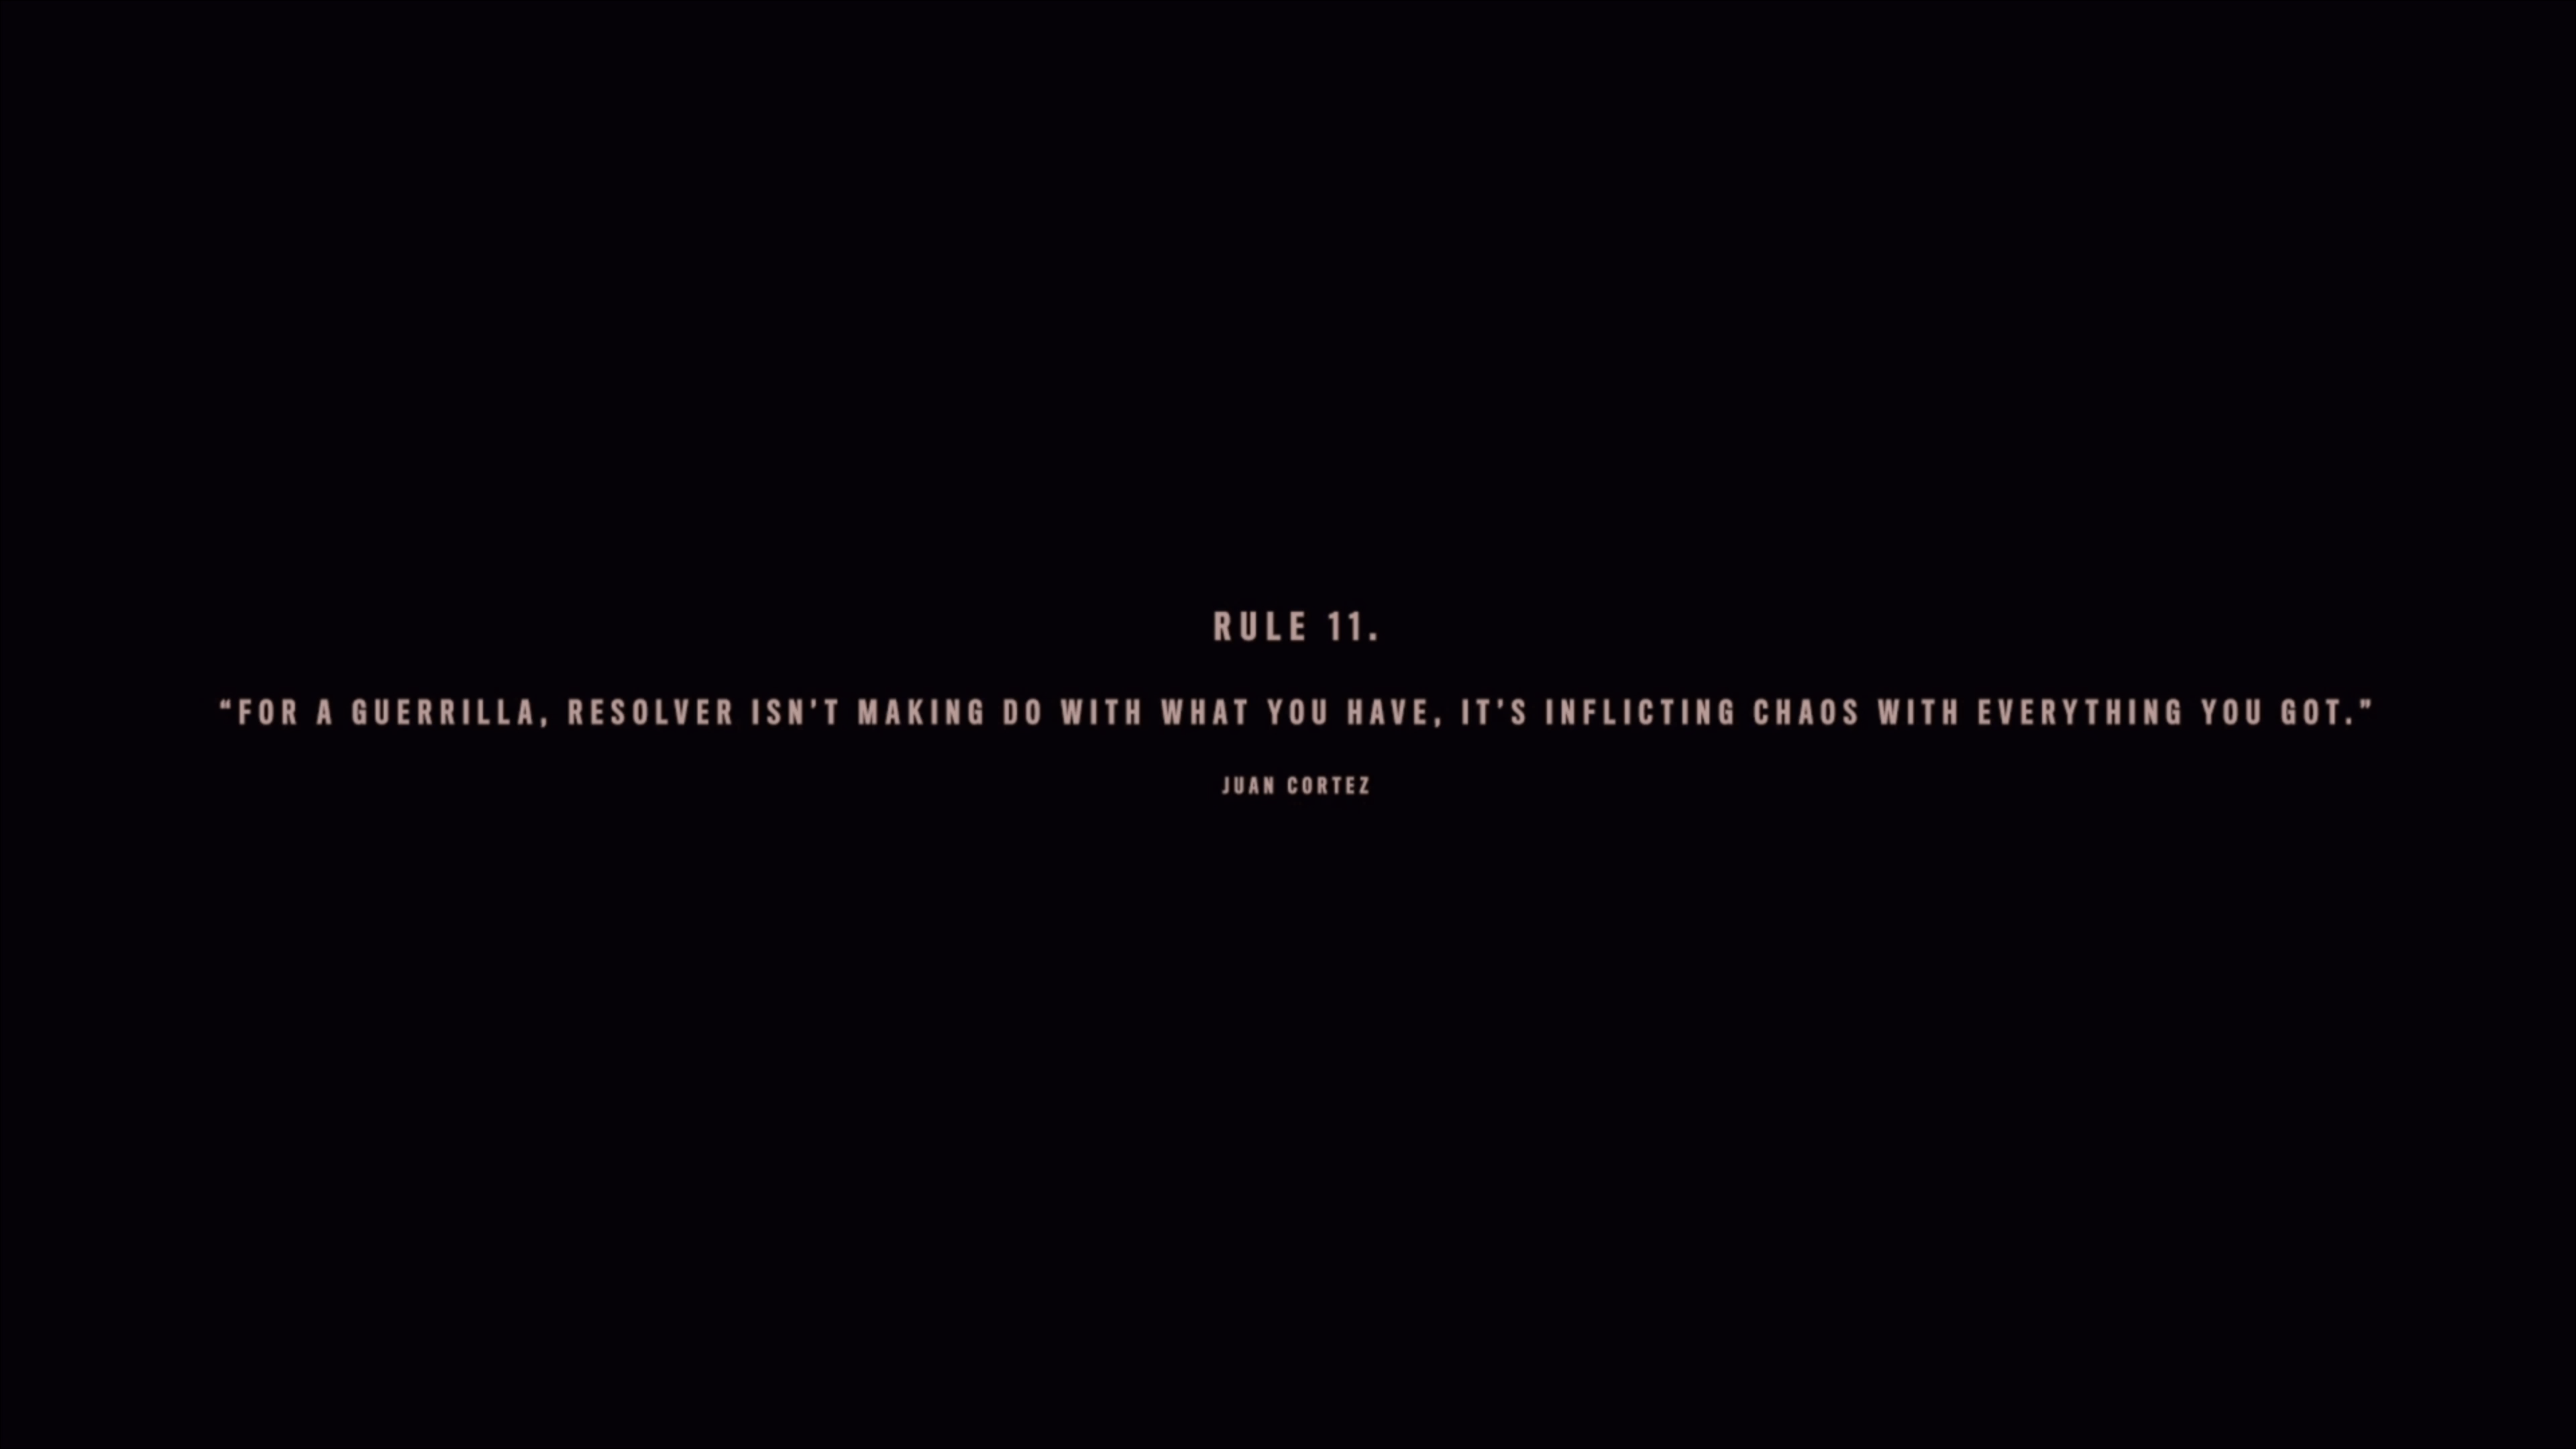 RULE 11.
“FOR A GUERRILLA, RESOLVER ISN’T MAKING DO WITH WHAT YOU HAVE, IT’S INFLICTING CHAOS WITH EVERYTHING YOU GOT.”
JUAN CORTEZ